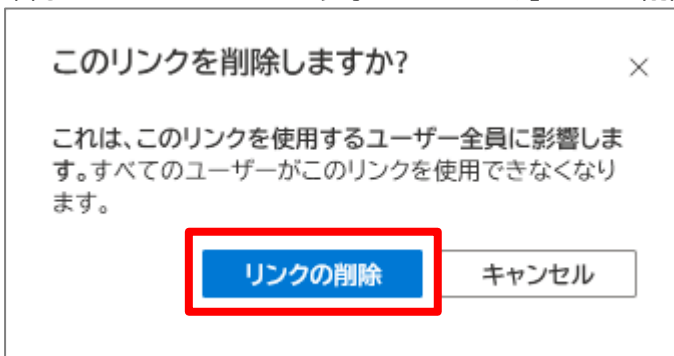 このリンクを削除しますか?
これは、このリンクを使用するユーザー全員に影響しま
す。すべてのユーザーがこのリンクを使用できなくなり
ます。
リンクの削除
キャンセル